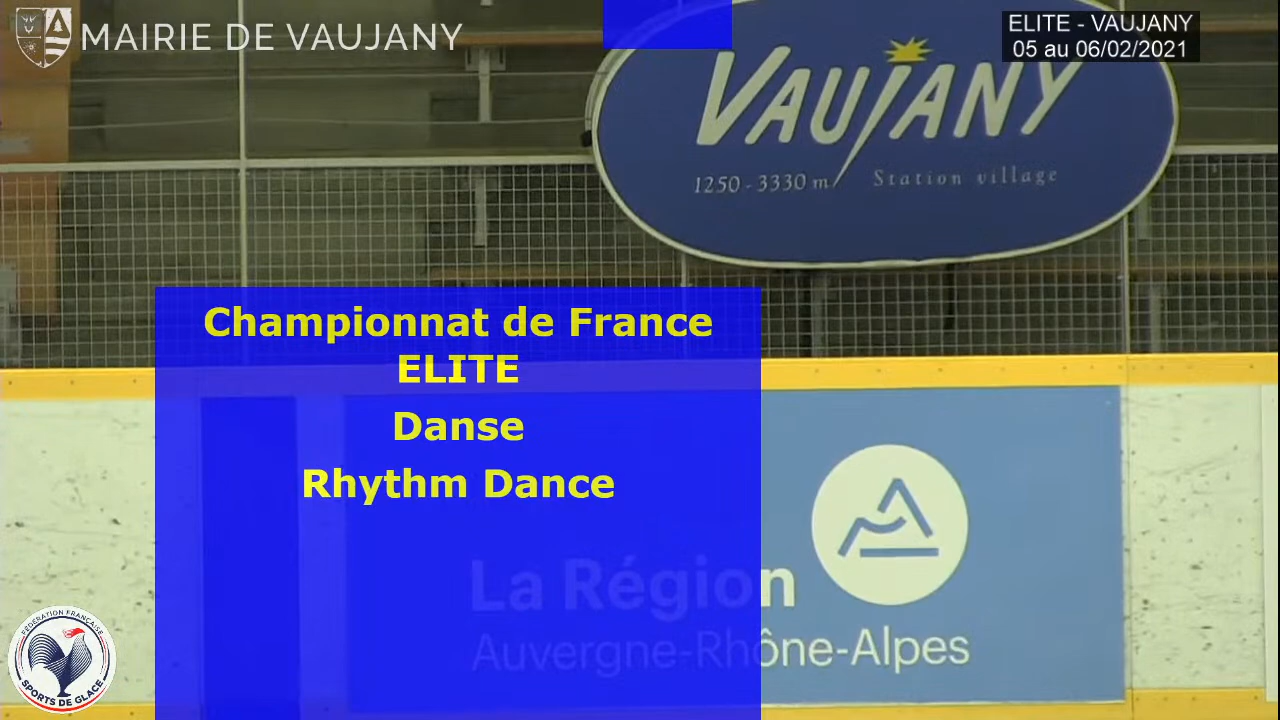 MAIRIE DE VAUJANY
ELITE - VAUJANY
05 au 06/02/2021
VAUJANY
1250 - 3330 m Station village
Championnat de France
ELITE
Danse
Rhythm Dance
La Région
Auvergne-Rhône-Alpes
FÉDÉRATION FRANÇAISE
SPORTS DE GLACE